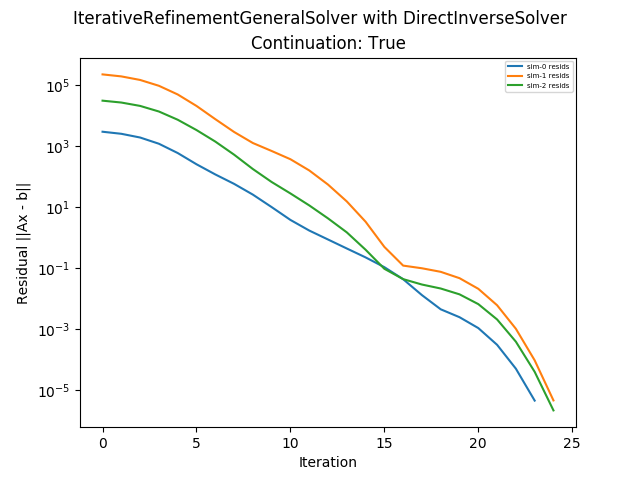 IterativeRefinementGeneralSolver with DirectInverseSolver
Continuation: True
sim-0 resids
sim-1 resids
sim-2 resids
Residual ||Ax - b||
10^5
10^3
10^1
10^−1
10^−3
10^−5
0 5 10 15 20 25
Iteration